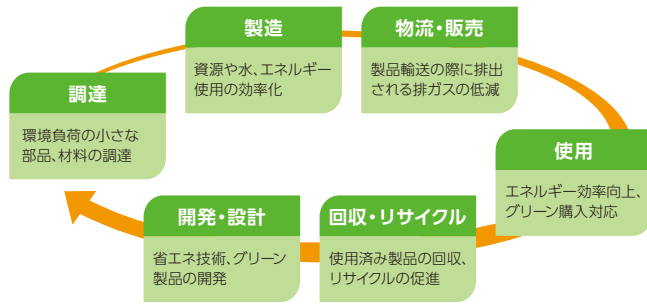 製造
資源や水、エネルギー
使用の効率化
物流・販売
製品輸送の際に排出
される排ガスの低減
調達
環境負荷の小さな
部品、材料の調達
使用
エネルギー効率向上、
グリーン購入対応
開発・設計
省エネ技術、グリーン
製品の開発
回収・リサイクル
使用済み製品の回収、
リサイクルの促進